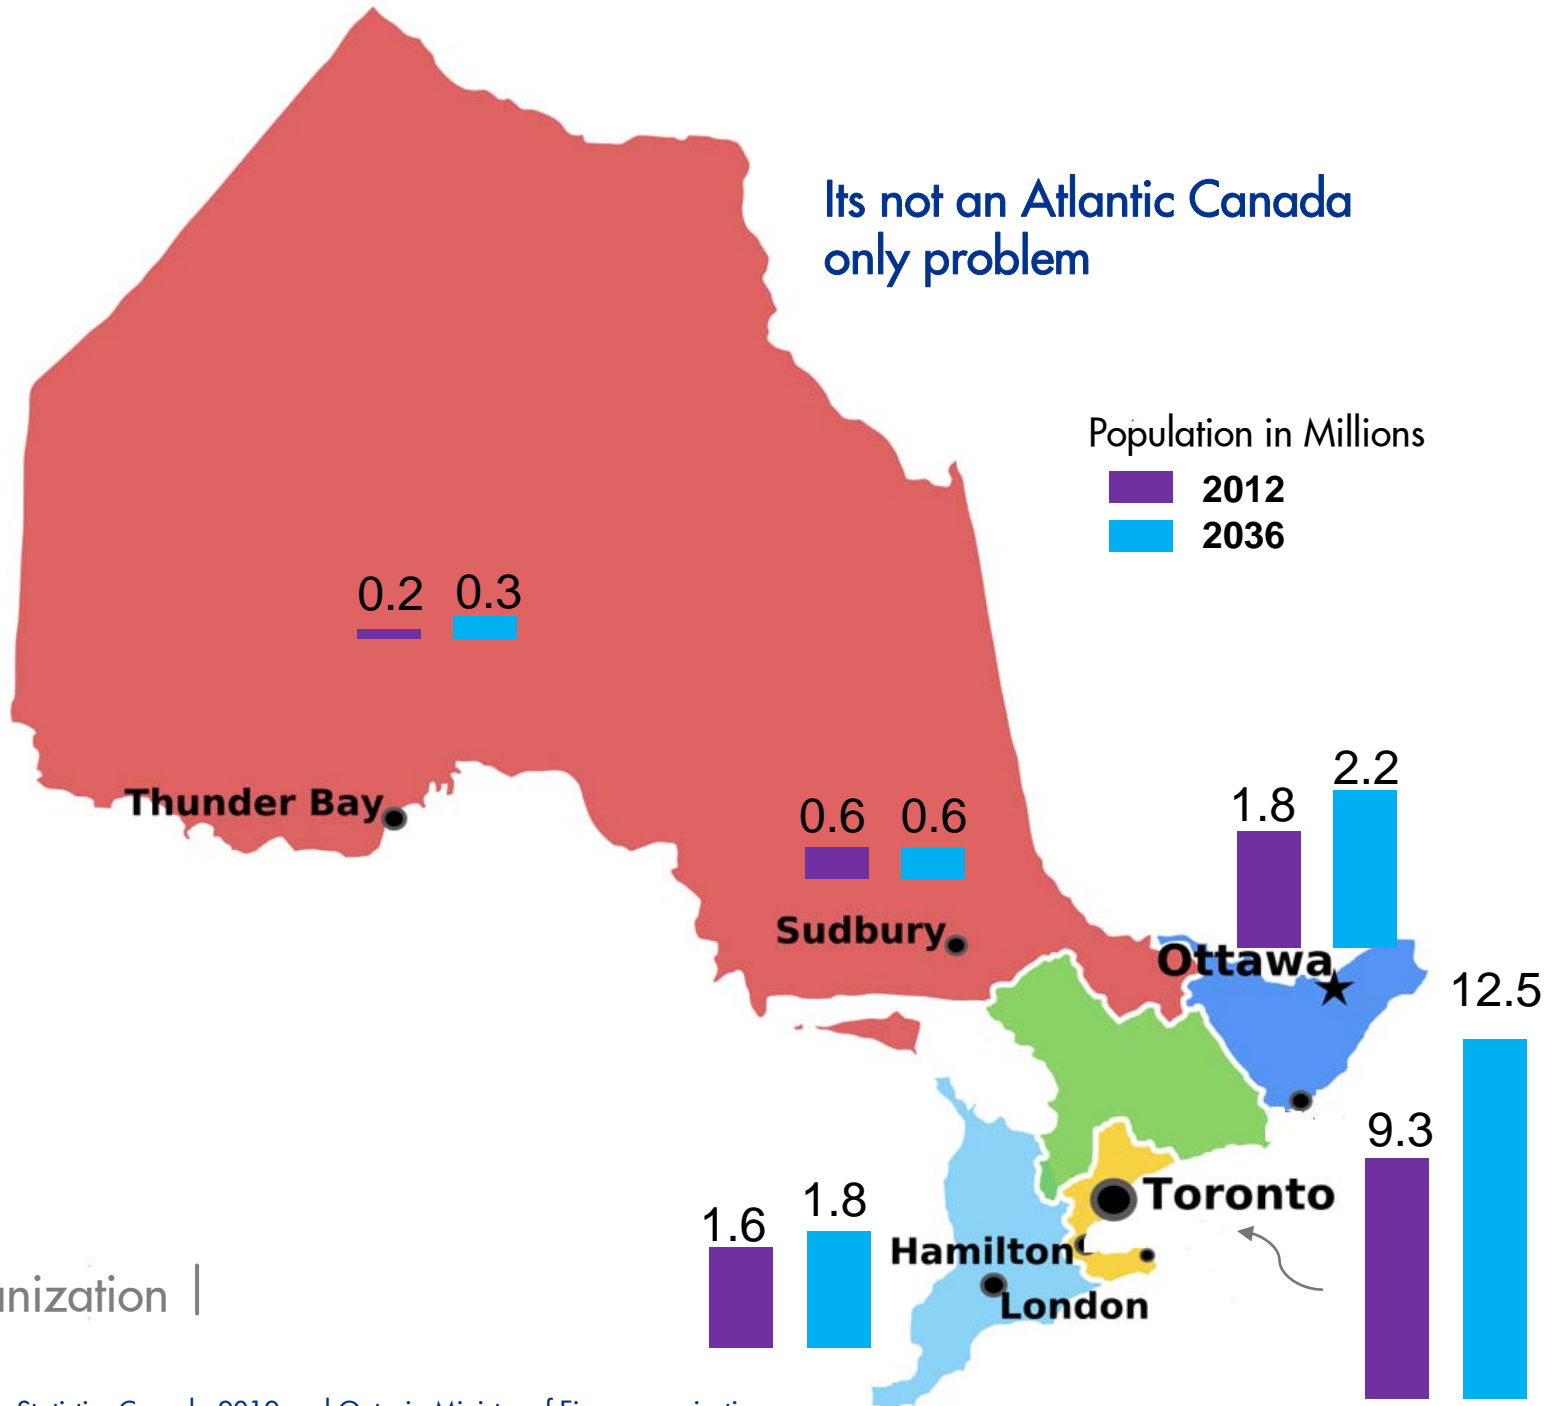 Its not an Atlantic Canada
only problem
Population in Millions
2012
2036
0.2 0.3
Thunder Bay
0.6 0.6
Sudbury
1.8 2.2
Ottawa
9.3 12.5
Toronto
1.6 1.8
Hamilton
London